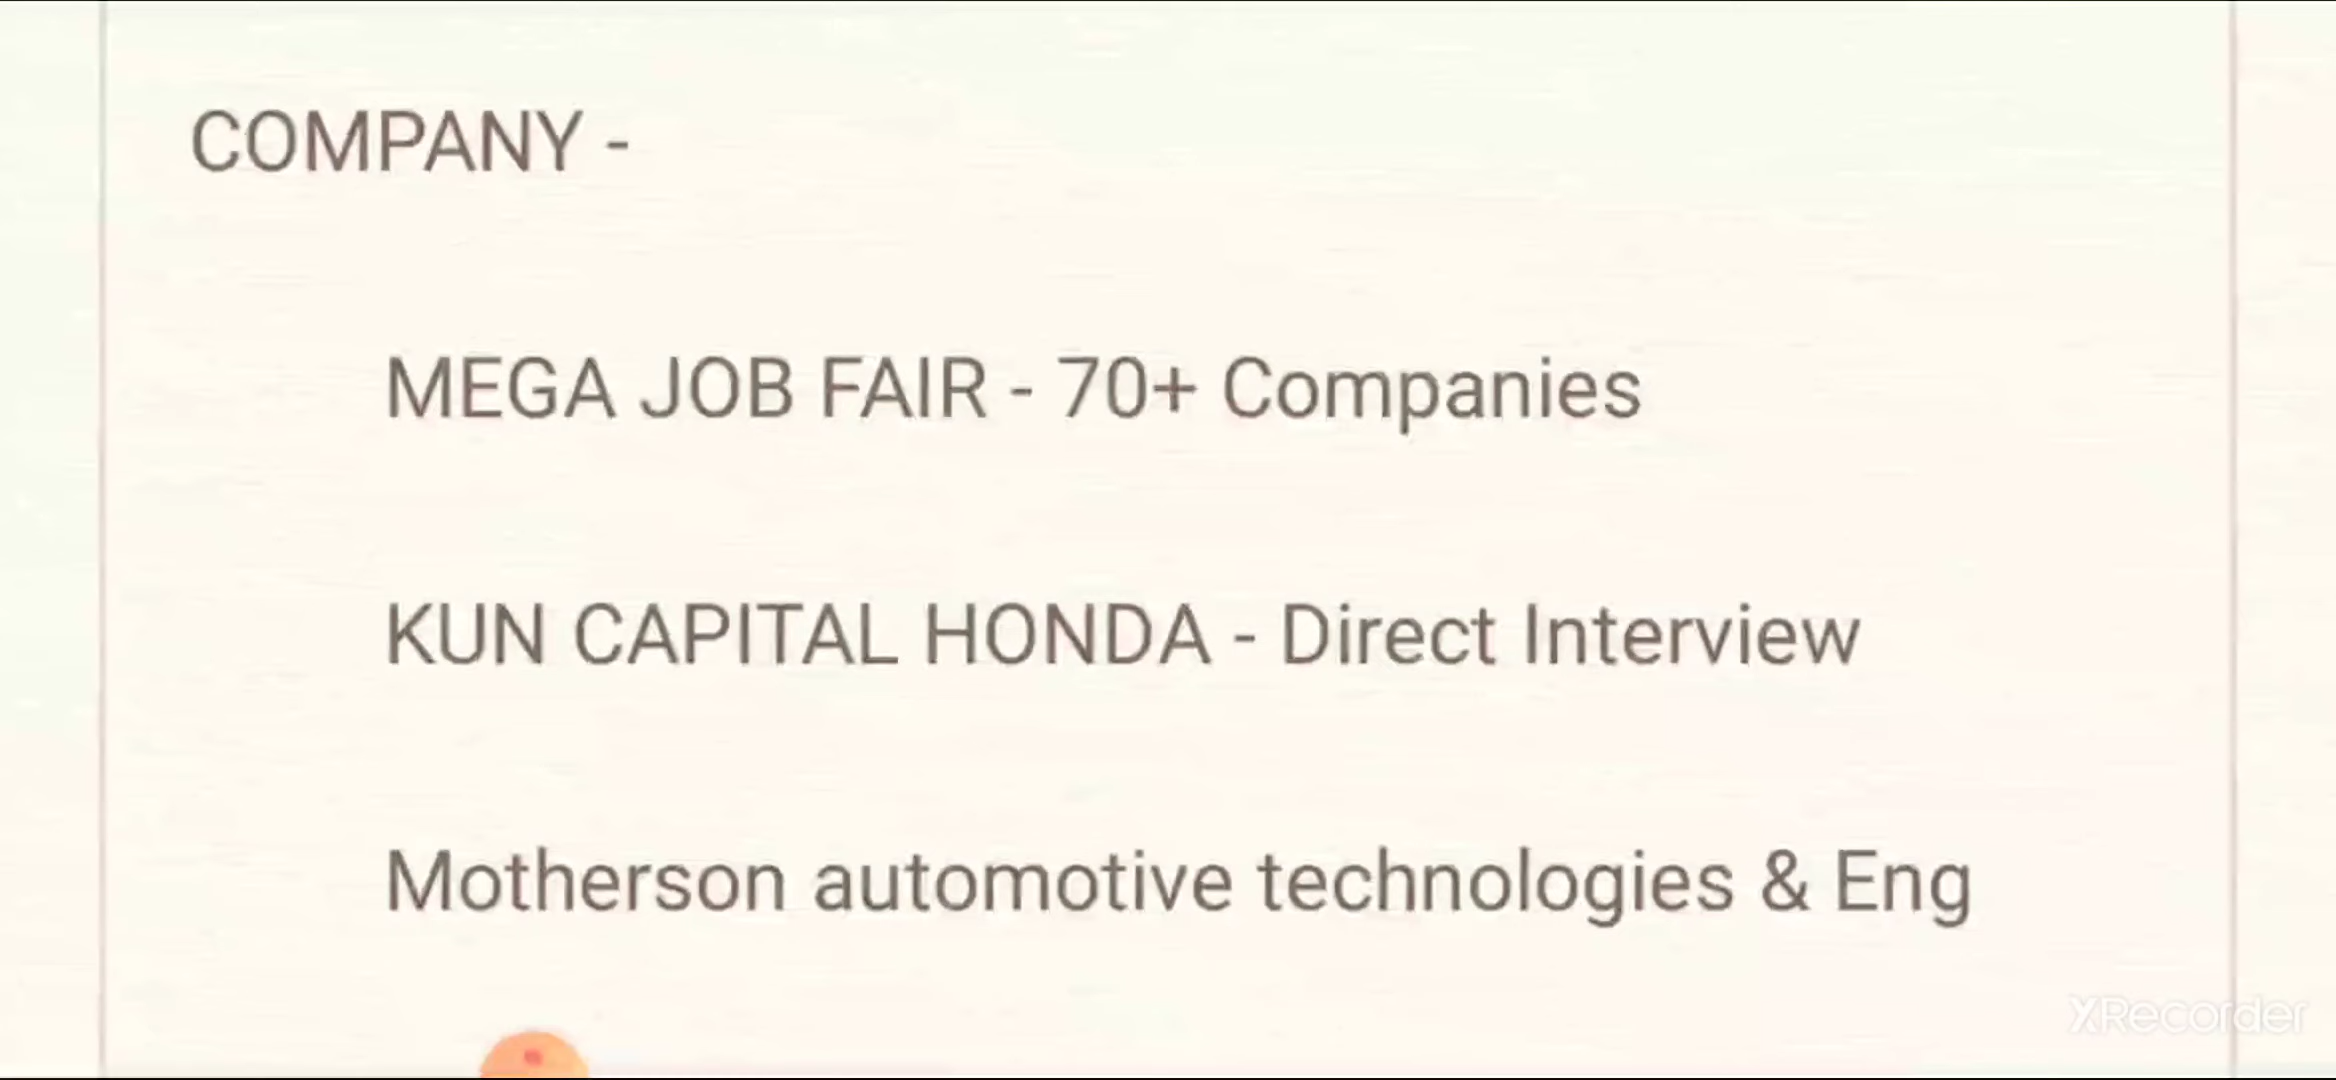 COMPANY -
MEGA JOB FAIR - 70+ Companies
KUN CAPITAL HONDA - Direct Interview
Motherson automotive technologies & Eng
XRecorder